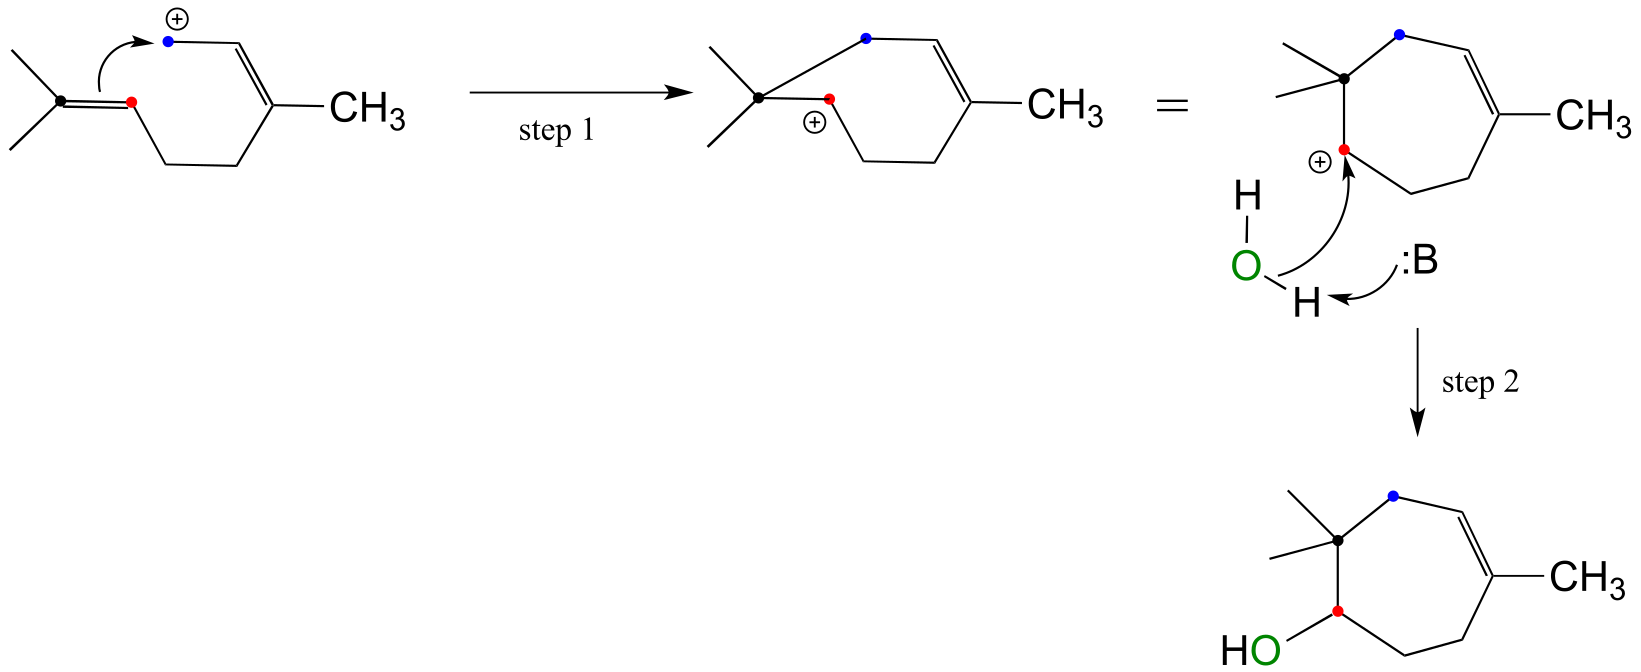 ⊕
CH3
step 1
⊕
CH3
=
⊕
CH3
H
O
H
:B
step 2
CH3
HO